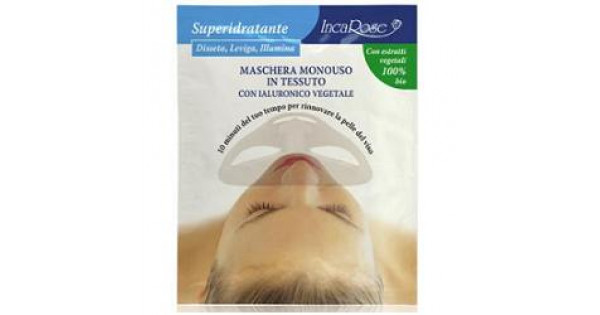 Superidratante
Disseta, Leviga, Illumina
IncaRose
Con estratti
vegetali
100%
bio
MASCHERA MONOUSO
IN TESSUTO
CON IALURONICO VEGETALE
10 minuti del tuo tempo per rinnovare la pelle del viso